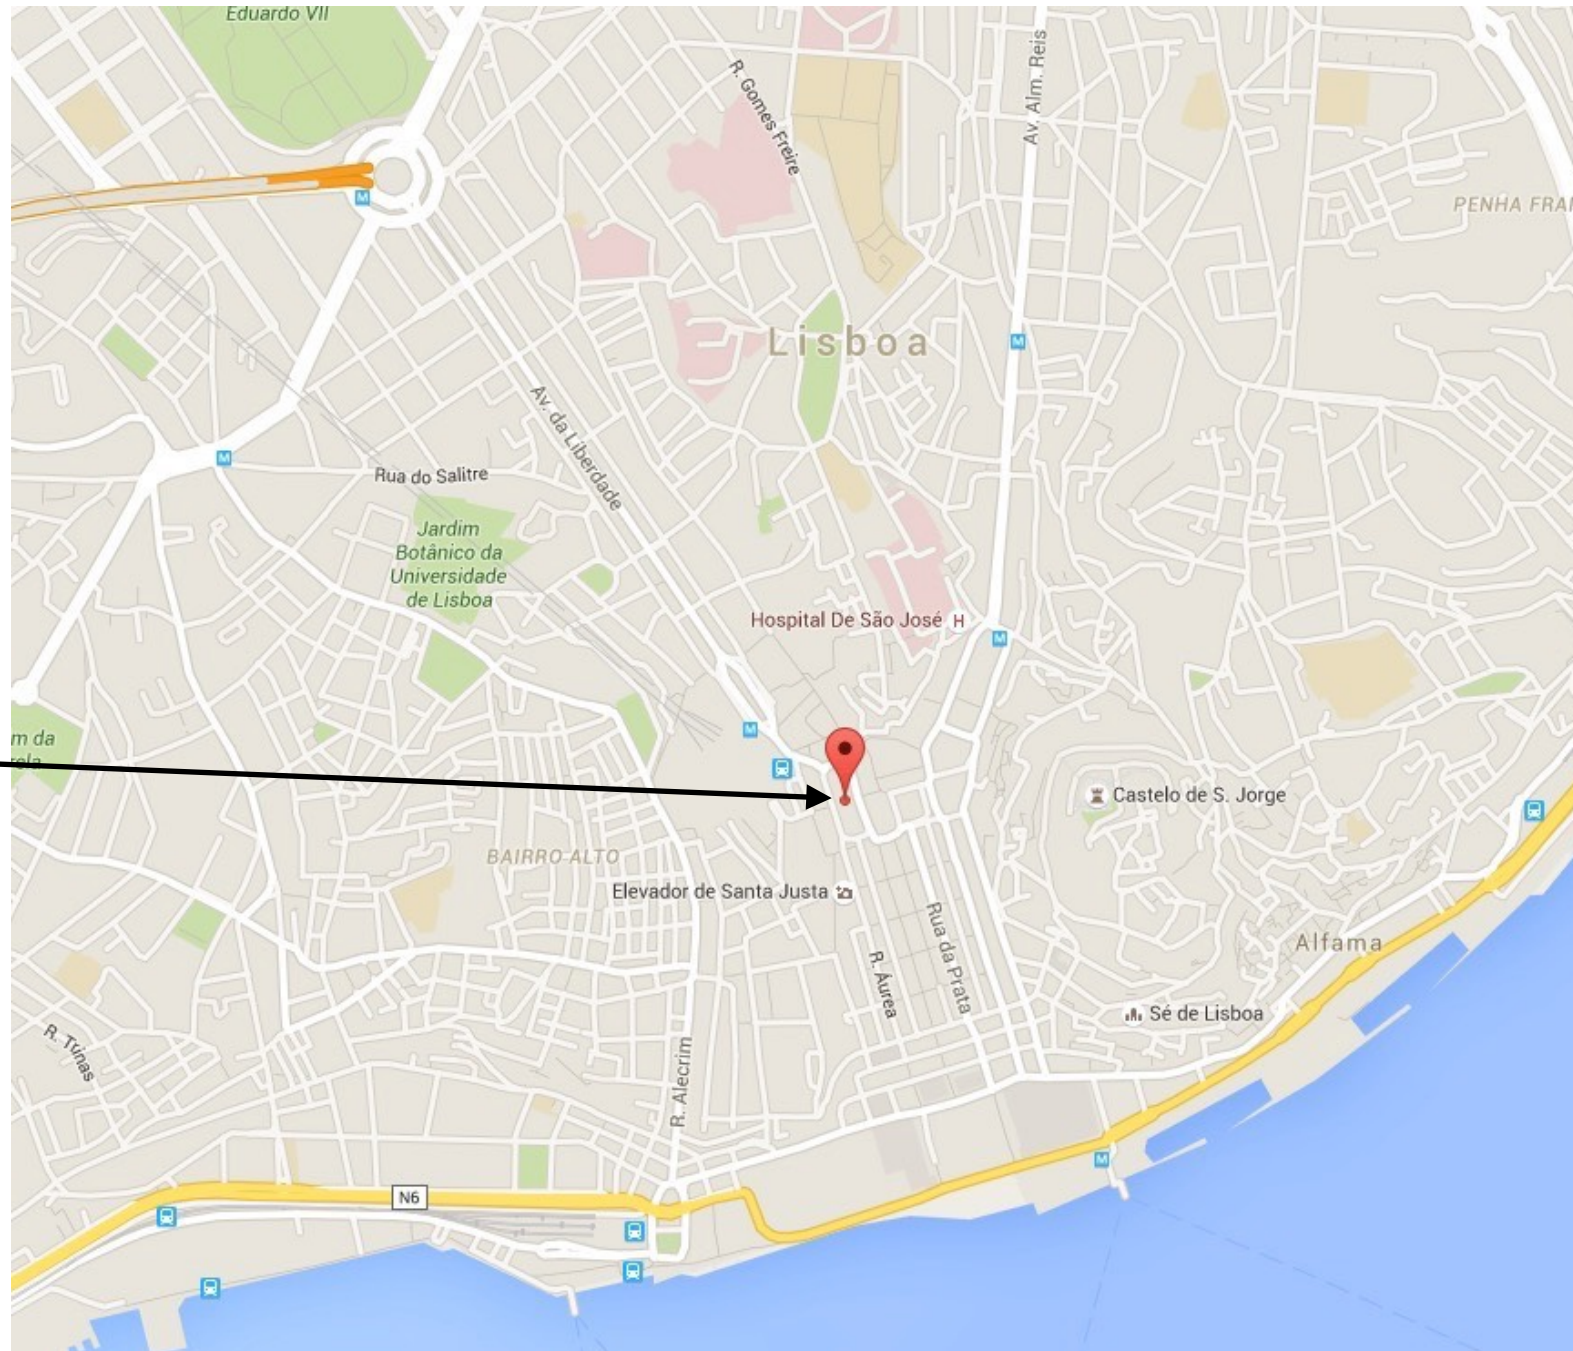 Eduardo VII
R. Gomes Freire
Av. Alm. Reis
M
PENHA FRAN
Lisboa
M
Av. da Liberdade
M
Rua do Salitre
Jardim
Botânico da
Universidade
de Lisboa
Hospital De São José H
M
M
m da
rela
Castelo de S. Jorge
BAIRRO ALTO
Elevador de Santa Justa
Rua da Prata
R. Áurea
Alfama
Sé de Lisboa
R. Trinas
R. Alecrim
M
N6